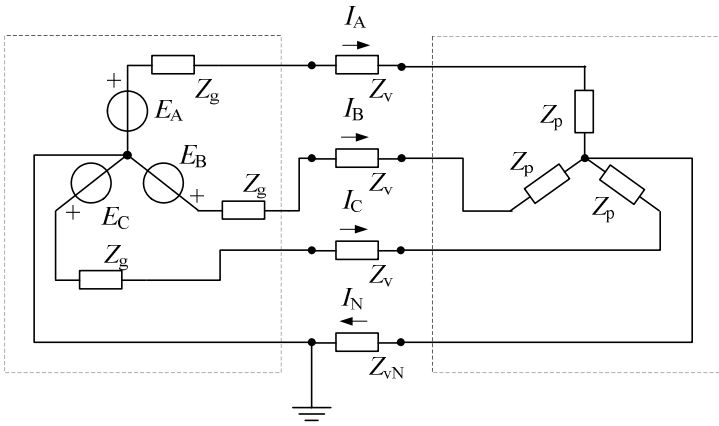 I_A
+
Z_g
Z_v
E_A
Z_p
I_B
E_B
Z_p
+
Z_g
Z_v
Z_p
E_C
+
I_C
Z_g
Z_v
I_N
Z_vN